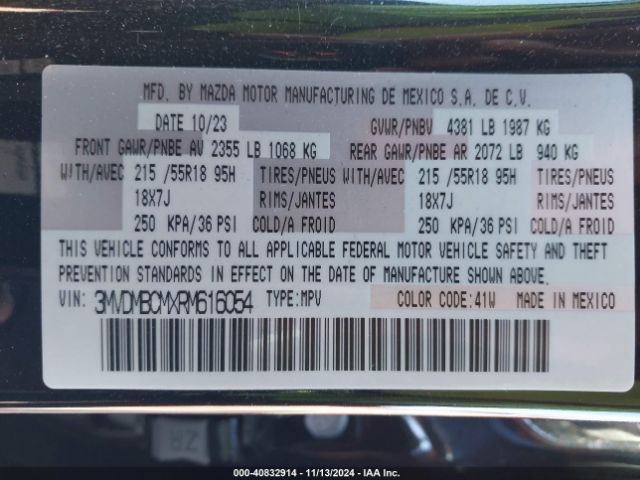 MFD. BY MAZDA MOTOR MANUFACTURING DE MEXICO S.A. DE C.V.
DATE 10/23 GVWR/PNBV 4381 LB 1987 KG
FRONT GAWR/PNBE AV 2355 LB 1068 KG REAR GAWR/PNBE AR 2072 LB 940 KG
WITH/AVEC 215 /55R18 95H TIRES/PNEUS WITH/AVEC 215 /55R18 95H TIRES/PNEUS
18X7J RIMS/JANTES 18X7J RIMS/JANTES
250 KPA/36 PSI COLD/A FROID 250 KPA/36 PSI COLD/A FROID
THIS VEHICLE CONFORMS TO ALL APPLICABLE FEDERAL MOTOR VEHICLE SAFETY AND THEFT
PREVENTION STANDARDS IN EFFECT ON THE DATE OF MANUFACTURE SHOWN ABOVE.
VIN: 3MVDMBCMXRM616054 TYPE:MPV COLOR CODE:41W MADE IN MEXICO
ZR
000-40832914 - 11/13/2024 - IAA Inc.